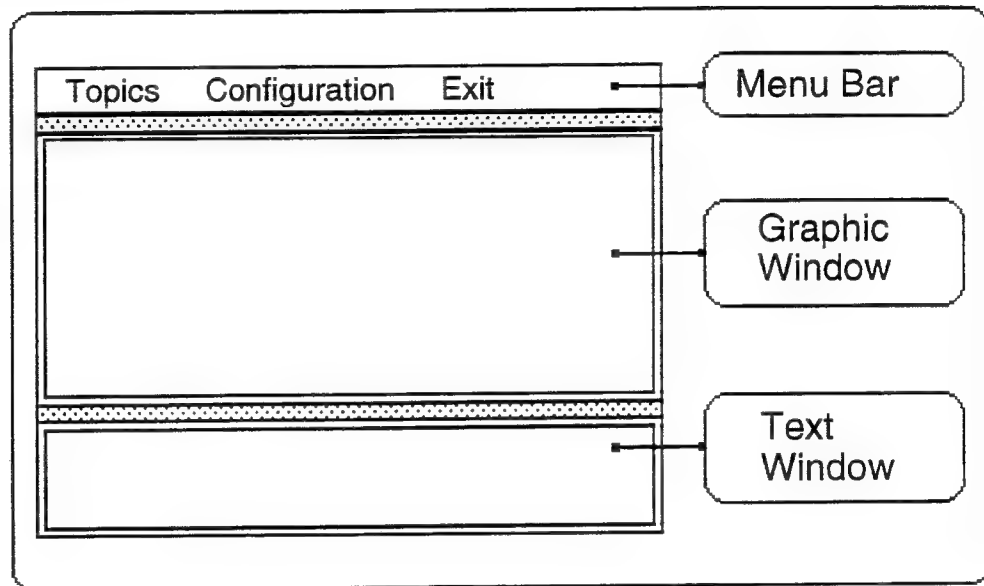 Topics Configuration Exit
Menu Bar
Graphic
Window
Text
Window